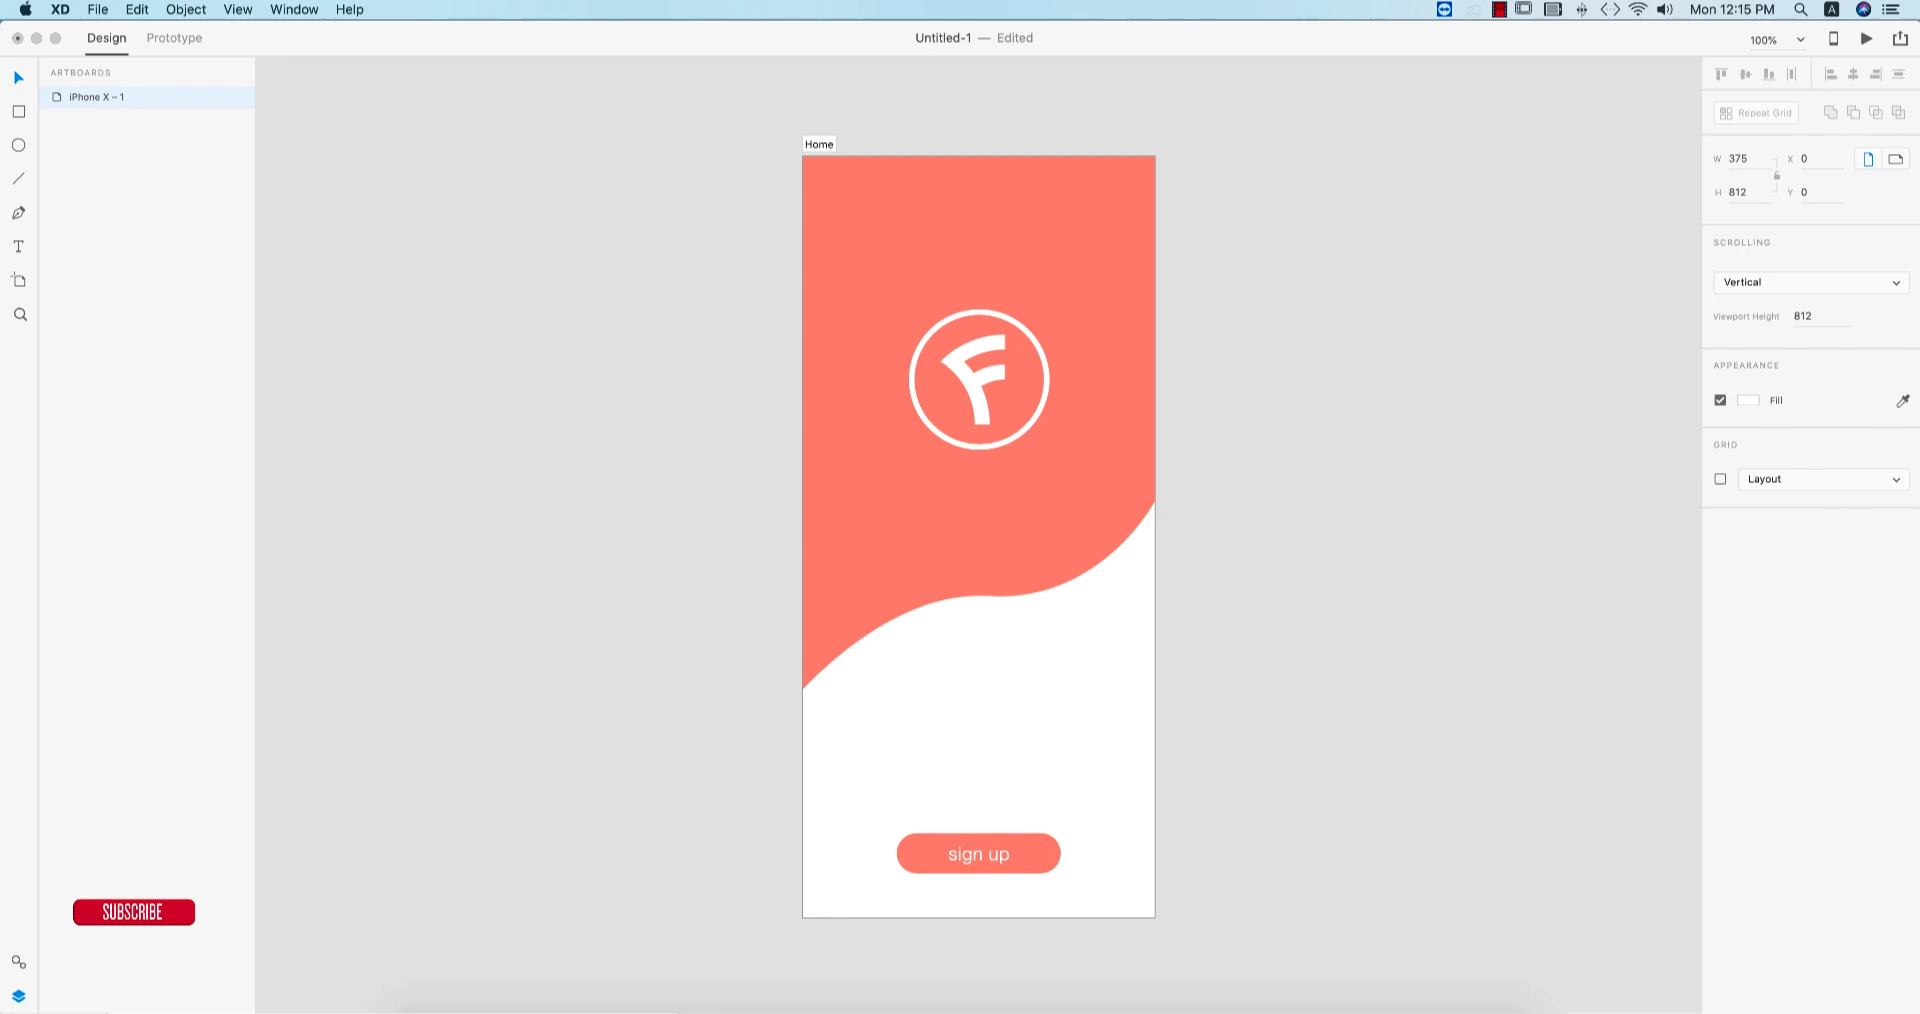 XD File Edit Object View Window Help
A Mon 12:15 PM
Design Prototype
Untitled-1 — Edited
100%
ARTBOARDS
iPhone X – 1
Home
sign up
SUBSCRIBE
T
Repeat Grid
W 375 X 0
H 812 Y 0
SCROLLING
Vertical
Viewport Height 812
APPEARANCE
Fill
GRID
Layout